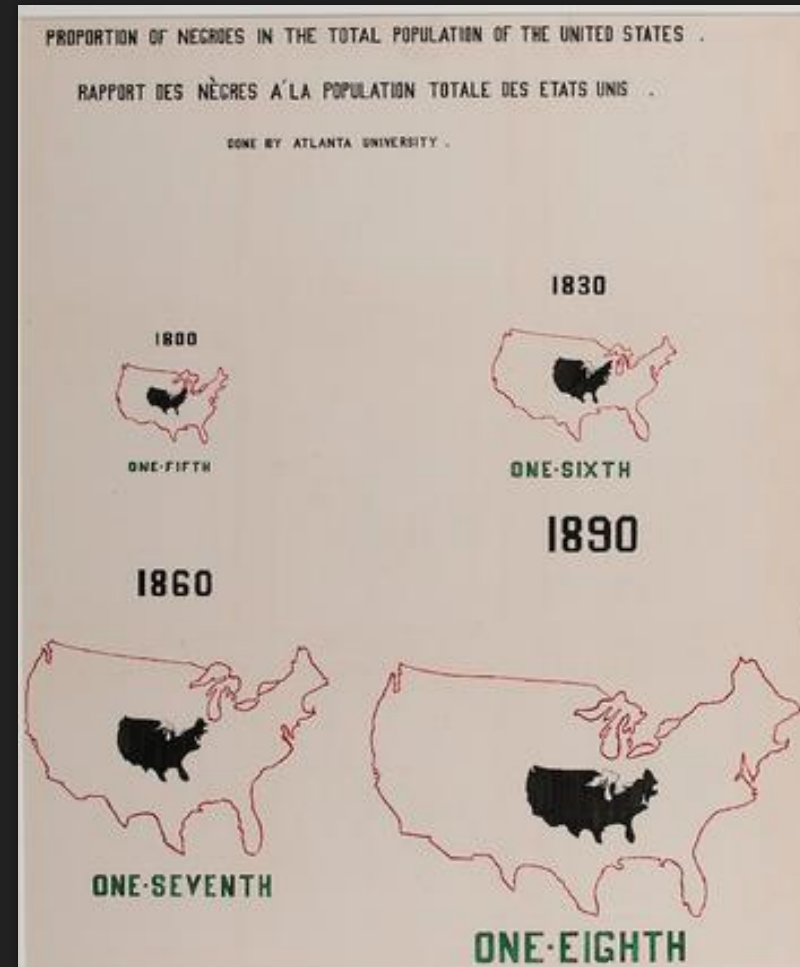 PROPORTION OF NEGROES IN THE TOTAL POPULATION OF THE UNITED STATES .
RAPPORT DES NÈGRES A´LA POPULATION TOTALE DES ETATS UNIS .
DONE BY ATLANTA UNIVERSITY .
1800
ONE·FIFTH
1830
ONE·SIXTH
1860
ONE·SEVENTH
1890
ONE·EIGHTH